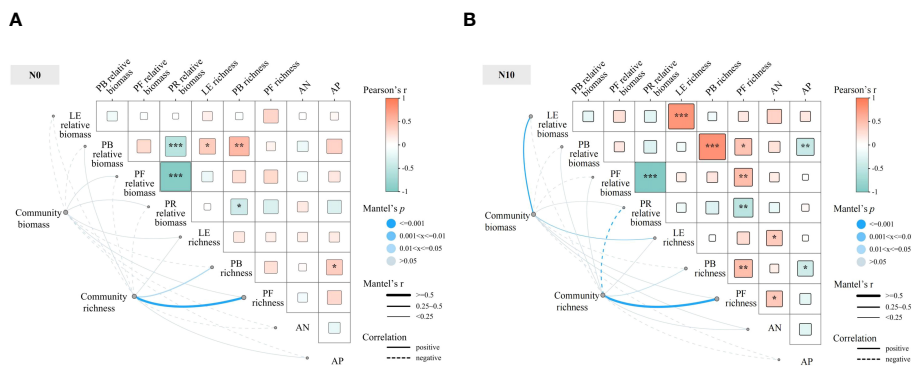 A
N0
PB relative
biomass
PF relative
biomass
PR relative
biomass
LE richness
PB richness
PF richness
AN
AP
LE
relative
biomass
PB
relative
biomass
PF
relative
biomass
PR
relative
biomass
LE
richness
PB
richness
PF
richness
AN
AP
Community
biomass
Community
richness
***
*
**
***
*
*
Pearson's r
1
0.5
0
-0.5
-1
Mantel's p
<=0.001
0.001<x<=0.01
0.01<x<=0.05
>0.05
Mantel's r
>=0.5
0.25–0.5
<0.25
Correlation
positive
negative
B
N10
PB relative
biomass
PF relative
biomass
PR relative
biomass
LE richness
PB richness
PF richness
AN
AP
LE
relative
biomass
PB
relative
biomass
PF
relative
biomass
PR
relative
biomass
LE
richness
PB
richness
PF
richness
AN
AP
Community
biomass
Community
richness
***
***
*
**
***
**
**
*
**
*
*
Pearson's r
1
0.5
0
-0.5
-1
Mantel's p
<=0.001
0.001<x<=0.0
0.01<x<=0.05
>0.05
Mantel's r
>=0.5
0.25–0.5
<0.25
Correlation
positive
negative